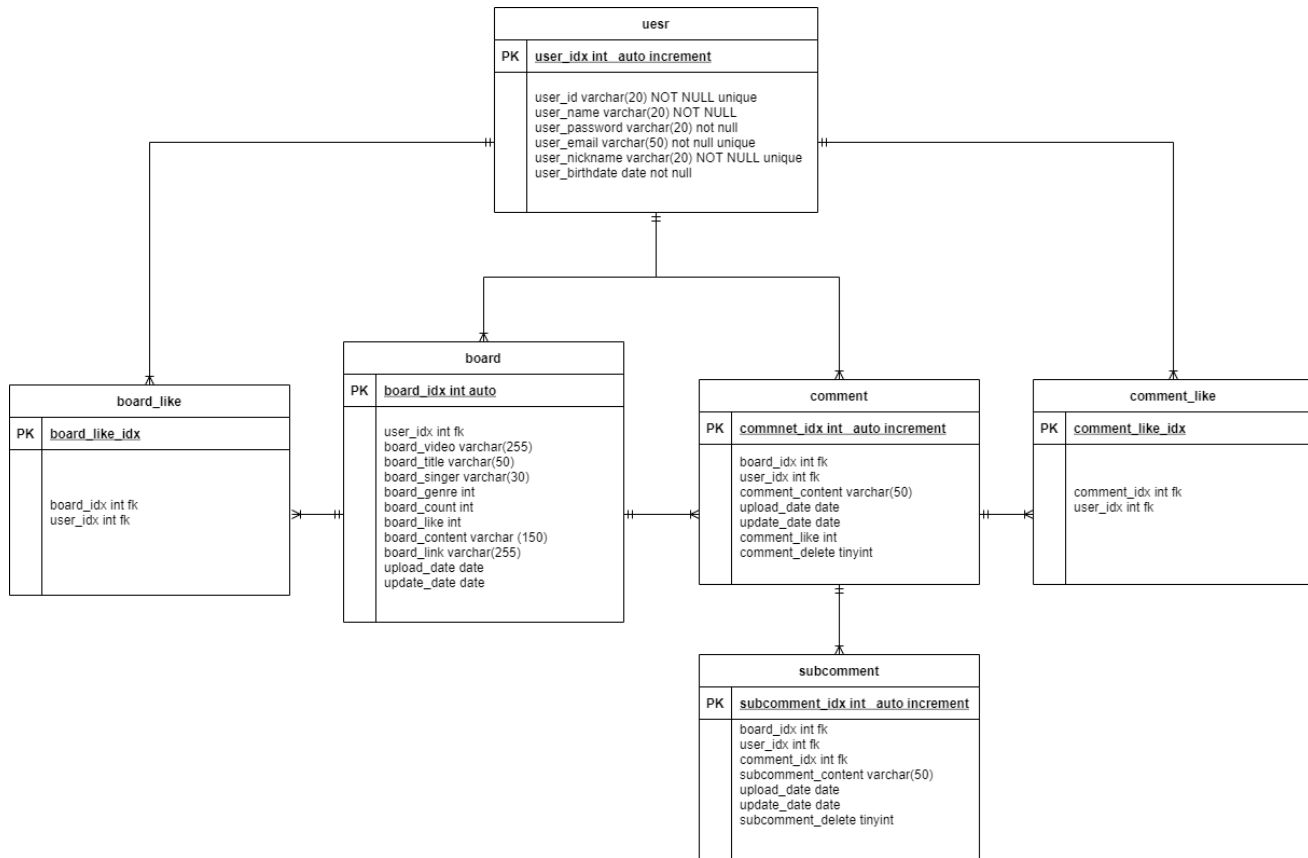 uesr
PK user_idx int auto increment
user_id varchar(20) NOT NULL unique
user_name varchar(20) NOT NULL
user_password varchar(20) not null
user_email varchar(50) not null unique
user_nickname varchar(20) NOT NULL unique
user_birthdate date not null
board_like
PK board_like_idx
board_idx int fk
user_idx int fk
board
PK board_idx int auto
user_idx int fk
board_video varchar(255)
board_title varchar(50)
board_singer varchar(30)
board_genre int
board_count int
board_like int
board_content varchar (150)
board_link varchar(255)
upload_date date
update_date date
comment
PK commnet_idx int auto increment
board_idx int fk
user_idx int fk
comment_content varchar(50)
upload_date date
update_date date
comment_like int
comment_delete tinyint
comment_like
PK comment_like_idx
comment_idx int fk
user_idx int fk
subcomment
PK subcomment_idx int auto increment
board_idx int fk
user_idx int fk
comment_idx int fk
subcomment_content varchar(50)
upload_date date
update_date date
subcomment_delete tinyint